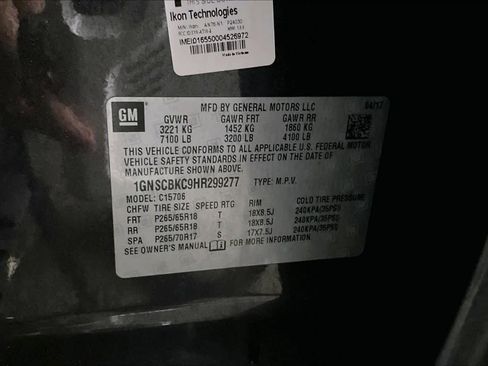 Ikon Technologies
IMEI016550004526972
GM
MFD BY GENERAL MOTORS LLC
04/17
GVWR GAWR FRT GAWR RR
3221 KG 1452 KG 1860 KG
7100 LB 3200 LB 4100 LB
THIS VEHICLE CONFORMS TO ALL APPLICABLE U.S. FEDERAL MOTOR
VEHICLE SAFETY STANDARDS IN EFFECT ON THE DATE OF
MANUFACTURE SHOWN ABOVE.
1GNSCBKC9HR299277 TYPE: M.P.V.
MODEL: C15706
CHFW TIRE SIZE SPEED RTG RIM COLD TIRE PRESSURE
FRT P265/65R18 T 18X8.5J 240KPA(35PSI)
RR P265/65R18 T 18X8.5J 240KPA(35PSI)
SPA P265/70R17 S 17X7.5J 240KPA(35PSI)
SEE OWNER'S MANUAL FOR MORE INFORMATION.